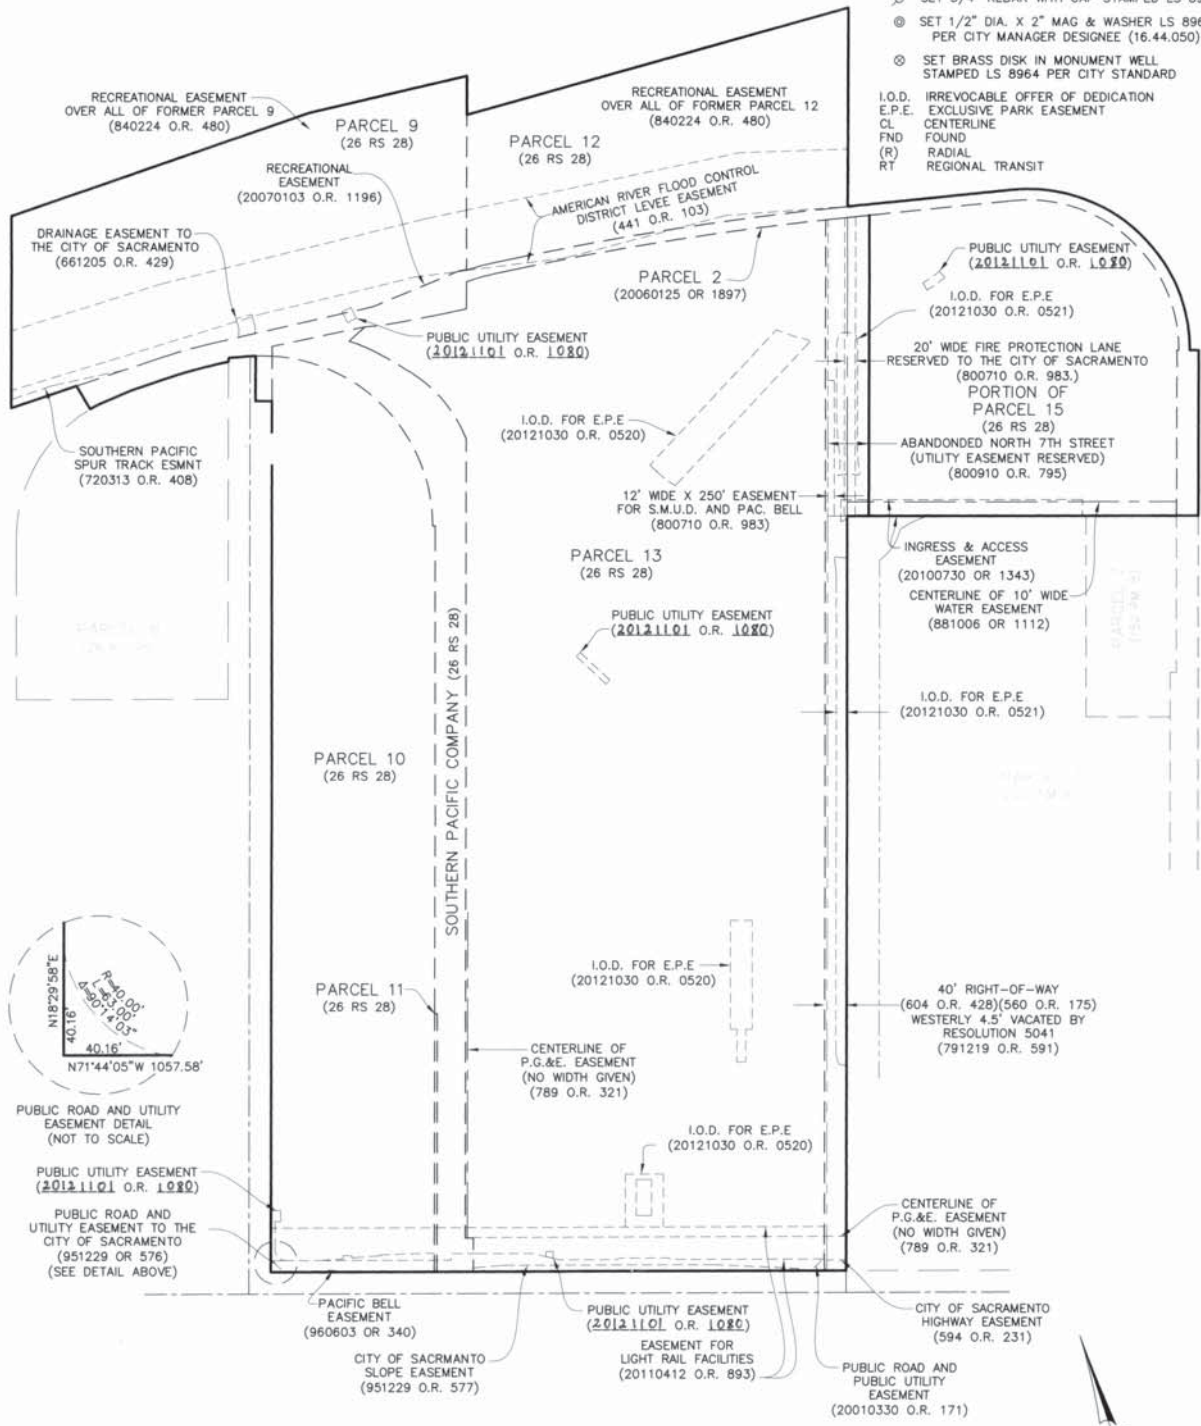 SET 3/4" REBAR WITH CAP STAMPED LS
SET 1/2" DIA. X 2" MAG & WASHER LS 896
PER CITY MANAGER DESIGNEE (16.44.050)
SET BRASS DISK IN MONUMENT WELL
STAMPED LS 8964 PER CITY STANDARD
I.O.D. IRREVOCABLE OFFER OF DEDICATION
E.P.E. EXCLUSIVE PARK EASEMENT
CL CENTERLINE
FND FOUND
(R) RADIAL
RT REGIONAL TRANSIT
RECREATIONAL EASEMENT
OVER ALL OF FORMER PARCEL 9
(840224 O.R. 480)
PARCEL 9
(26 RS 28)
RECREATIONAL EASEMENT
OVER ALL OF FORMER PARCEL 12
(840224 O.R. 480)
PARCEL 12
(26 RS 28)
RECREATIONAL
EASEMENT
(20070103 O.R. 1196)
AMERICAN RIVER FLOOD CONTROL
DISTRICT LEVEE EASEMENT
(441 O.R. 103)
DRAINAGE EASEMENT TO
THE CITY OF SACRAMENTO
(661205 O.R. 429)
PARCEL 2
(20060125 OR 1897)
PUBLIC UTILITY EASEMENT
(20121101 O.R. 1080)
I.O.D. FOR E.P.E
(20121030 O.R. 0521)
PUBLIC UTILITY EASEMENT
(20121101 O.R. 1080)
20' WIDE FIRE PROTECTION LANE
RESERVED TO THE CITY OF SACRAMENTO
(800710 O.R. 983.)
PORTION OF
PARCEL 15
(26 RS 28)
I.O.D. FOR E.P.E
(20121030 O.R. 0520)
ABANDONDED NORTH 7TH STREET
(UTILITY EASEMENT RESERVED)
(800910 O.R. 795)
SOUTHERN PACIFIC
SPUR TRACK ESMNT
(720313 O.R. 408)
12' WIDE X 250' EASEMENT
FOR S.M.U.D. AND PAC. BELL
(800710 O.R. 983)
PARCEL 13
(26 RS 28)
INGRESS & ACCESS
EASEMENT
(20100730 OR 1343)
CENTERLINE OF 10' WIDE
WATER EASEMENT
(881006 OR 1112)
PUBLIC UTILITY EASEMENT
(20121101 O.R. 1080)
SOUTHERN PACIFIC COMPANY (26 RS 28)
I.O.D. FOR E.P.E
(20121030 O.R. 0521)
PARCEL 10
(26 RS 28)
N18°29'58"E
40.16'
R=40.00'
L=63.00'
Δ=90°14'03"
40.16'
N71°44'05"W 1057.58'
PUBLIC ROAD AND UTILITY
EASEMENT DETAIL
(NOT TO SCALE)
I.O.D. FOR E.P.E
(20121030 O.R. 0520)
PARCEL 11
(26 RS 28)
40' RIGHT-OF-WAY
(604 O.R. 428)(560 O.R. 175)
WESTERLY 4.5' VACATED BY
RESOLUTION 5041
(791219 O.R. 591)
CENTERLINE OF
P.G.&E. EASEMENT
(NO WIDTH GIVEN)
(789 O.R. 321)
I.O.D. FOR E.P.E
(20121030 O.R. 0520)
PUBLIC UTILITY EASEMENT
(20121101 O.R. 1080)
PUBLIC ROAD AND
UTILITY EASEMENT TO THE
CITY OF SACRAMENTO
(951229 OR 576)
(SEE DETAIL ABOVE)
CENTERLINE OF
P.G.&E. EASEMENT
(NO WIDTH GIVEN)
(789 O.R. 321)
PACIFIC BELL
EASEMENT
(960603 OR 340)
PUBLIC UTILITY EASEMENT
(20121101 O.R. 1080)
CITY OF SACRAMENTO
HIGHWAY EASEMENT
(594 O.R. 231)
CITY OF SACRMANTO
SLOPE EASEMENT
(951229 O.R. 577)
EASEMENT FOR
LIGHT RAIL FACILITIES
(20110412 O.R. 893)
PUBLIC ROAD AND
PUBLIC UTILITY
EASEMENT
(20010330 O.R. 171)